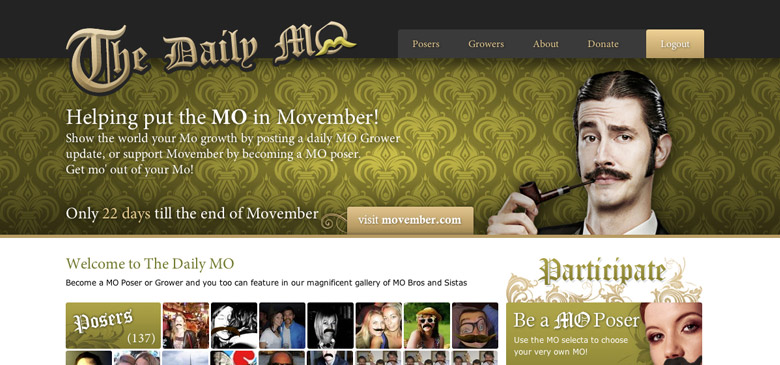 The Daily MO
Posers Growers About Donate Logout
Helping put the MO in Movember!
Show the world your Mo growth by posting a daily MO Grower
update, or support Movember by becoming a MO poser.
Get mo' out of your Mo!
Only 22 days till the end of Movember
visit movember.com
Welcome to The Daily MO
Become a MO Poser or Grower and you too can feature in our magnificent gallery of MO Bros and Sistas
Posers
(137)
Participate
Be a MO Poser
Use the MO selecta to choose
your very own MO!